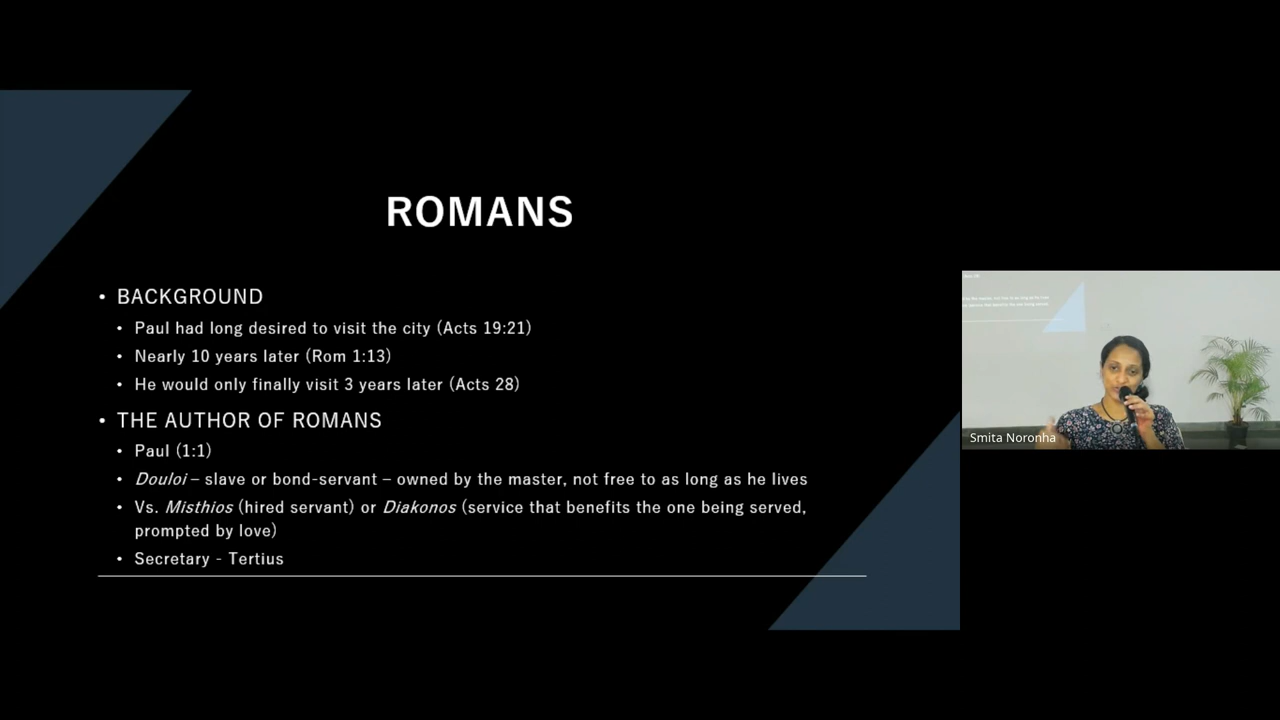 ROMANS
• BACKGROUND
• Paul had long desired to visit the city (Acts 19:21)
• Nearly 10 years later (Rom 1:13)
• He would only finally visit 3 years later (Acts 28)
• THE AUTHOR OF ROMANS
• Paul (1:1)
• Douloi – slave or bond-servant – owned by the master, not free to as long as he lives
• Vs. Misthios (hired servant) or Diakonos (service that benefits the one being served,
prompted by love)
• Secretary - Tertius
Smita Noronha